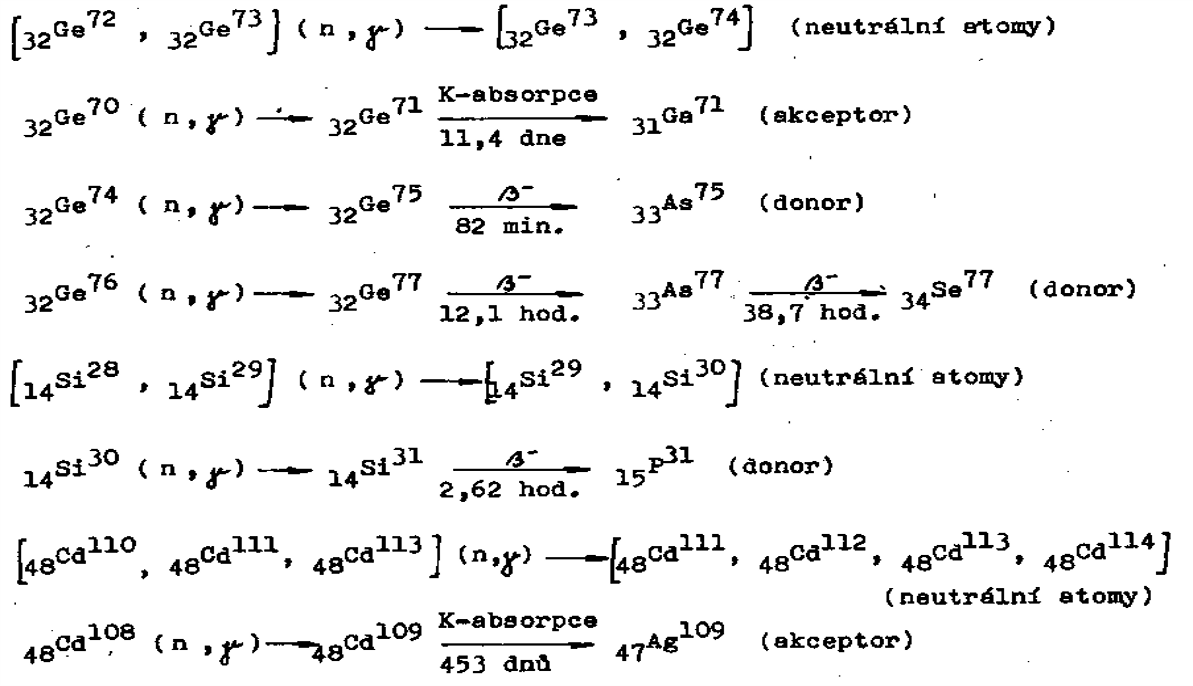 [₃₂Ge⁷² , ₃₂Ge⁷³] ( n , γ ) → [₃₂Ge⁷³ , ₃₂Ge⁷⁴] (neutrální atomy)
₃₂Ge⁷⁰ ( n , γ ) → ₃₂Ge⁷¹ K-absorpce → 11,4 dne ₃₁Ga⁷¹ (akceptor)
₃₂Ge⁷⁴ ( n , γ ) → ₃₂Ge⁷⁵ β⁻ → 82 min. ₃₃As⁷⁵ (donor)
₃₂Ge⁷⁶ ( n , γ ) → ₃₂Ge⁷⁷ β⁻ → 12,1 hod. ₃₃As⁷⁷ β⁻ → 38,7 hod. ₃₄Se⁷⁷ (donor)
[₁₄Si²⁸ , ₁₄Si²⁹] ( n , γ ) → [₁₄Si²⁹ , ₁₄Si³⁰] (neutrální atomy)
₁₄Si³⁰ ( n , γ ) → ₁₄Si³¹ β⁻ → 2,62 hod. ₁₅P³¹ (donor)
[₄₈Cd¹¹⁰, ₄₈Cd¹¹¹, ₄₈Cd¹¹³] (n,γ) → [₄₈Cd¹¹¹, ₄₈Cd¹¹², ₄₈Cd¹¹³, ₄₈Cd¹¹⁴]
(neutrální atomy)
₄₈Cd¹⁰⁸ ( n , γ ) → ₄₈Cd¹⁰⁹ K-absorpce → 453 dnů ₄₇Ag¹⁰⁹ (akceptor)